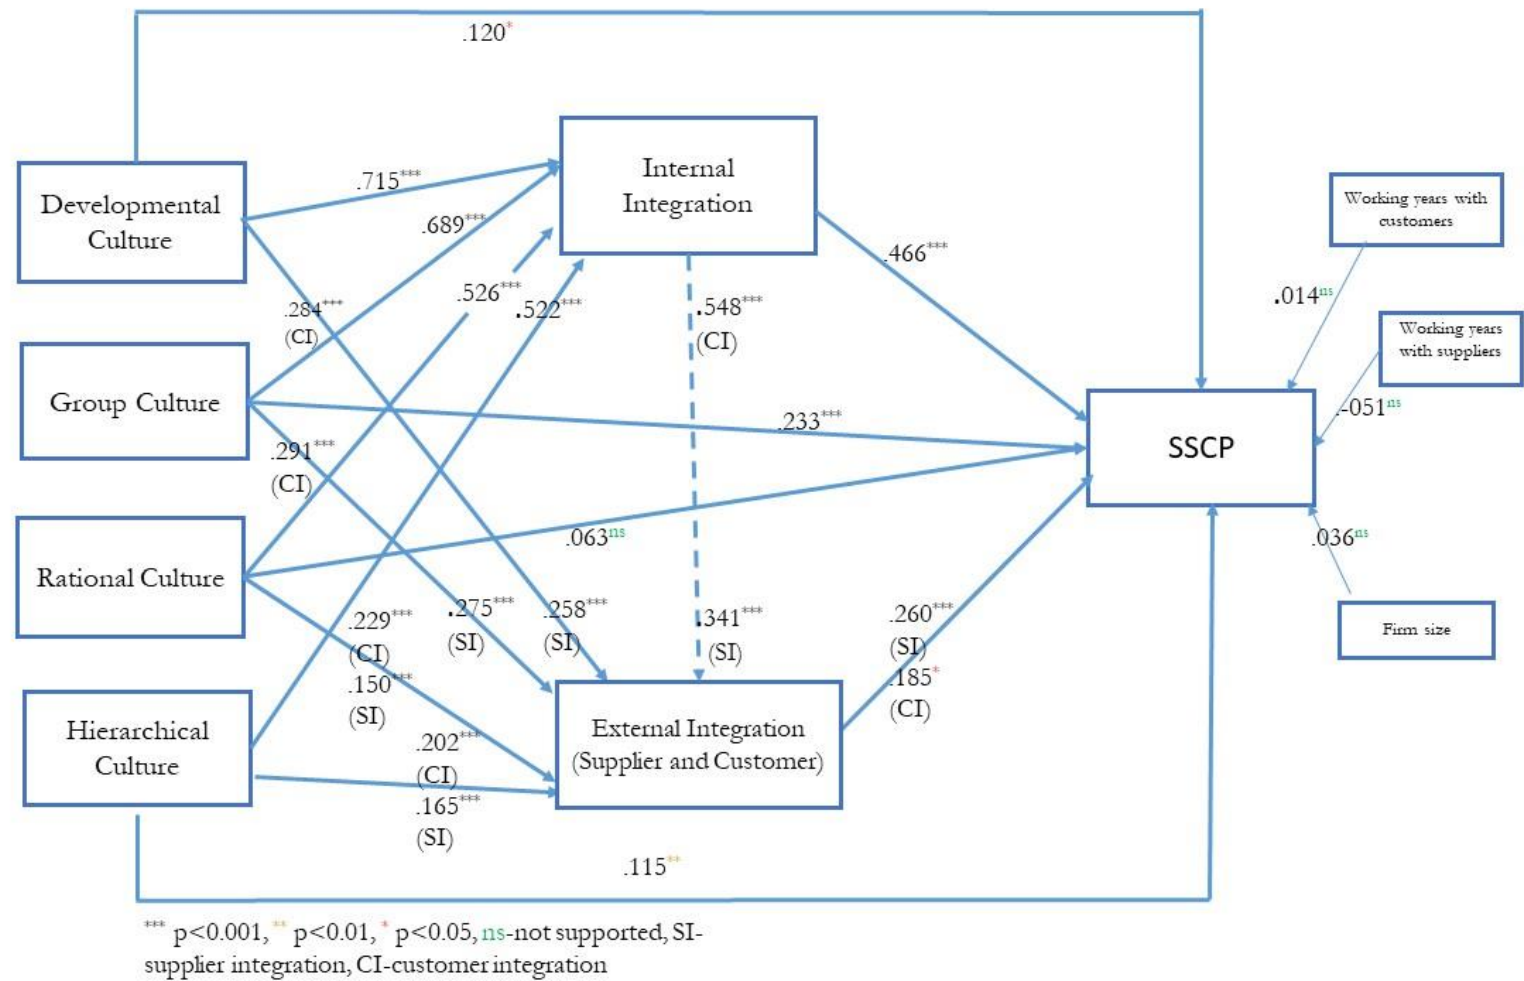 .120*
Developmental
Culture
.715***
Internal
Integration
.689***
Working years with
customers
.466***
.526***
.522***
.284***
(CI)
.548***
(CI)
.014ns
Working years
with suppliers
Group Culture
.233***
.-051ns
.291***
(CI)
SSCP
.063ns
.036ns
Rational Culture
.229***
(CI)
.275***
(SI)
.258***
(SI)
.341***
(SI)
.260***
(SI)
Firm size
.150***
(SI)
.185*
(CI)
Hierarchical
Culture
External Integration
(Supplier and Customer)
.202***
(CI)
.165***
(SI)
.115**
*** p<0.001, ** p<0.01, * p<0.05, ns-not supported, SI-
supplier integration, CI-customer integration